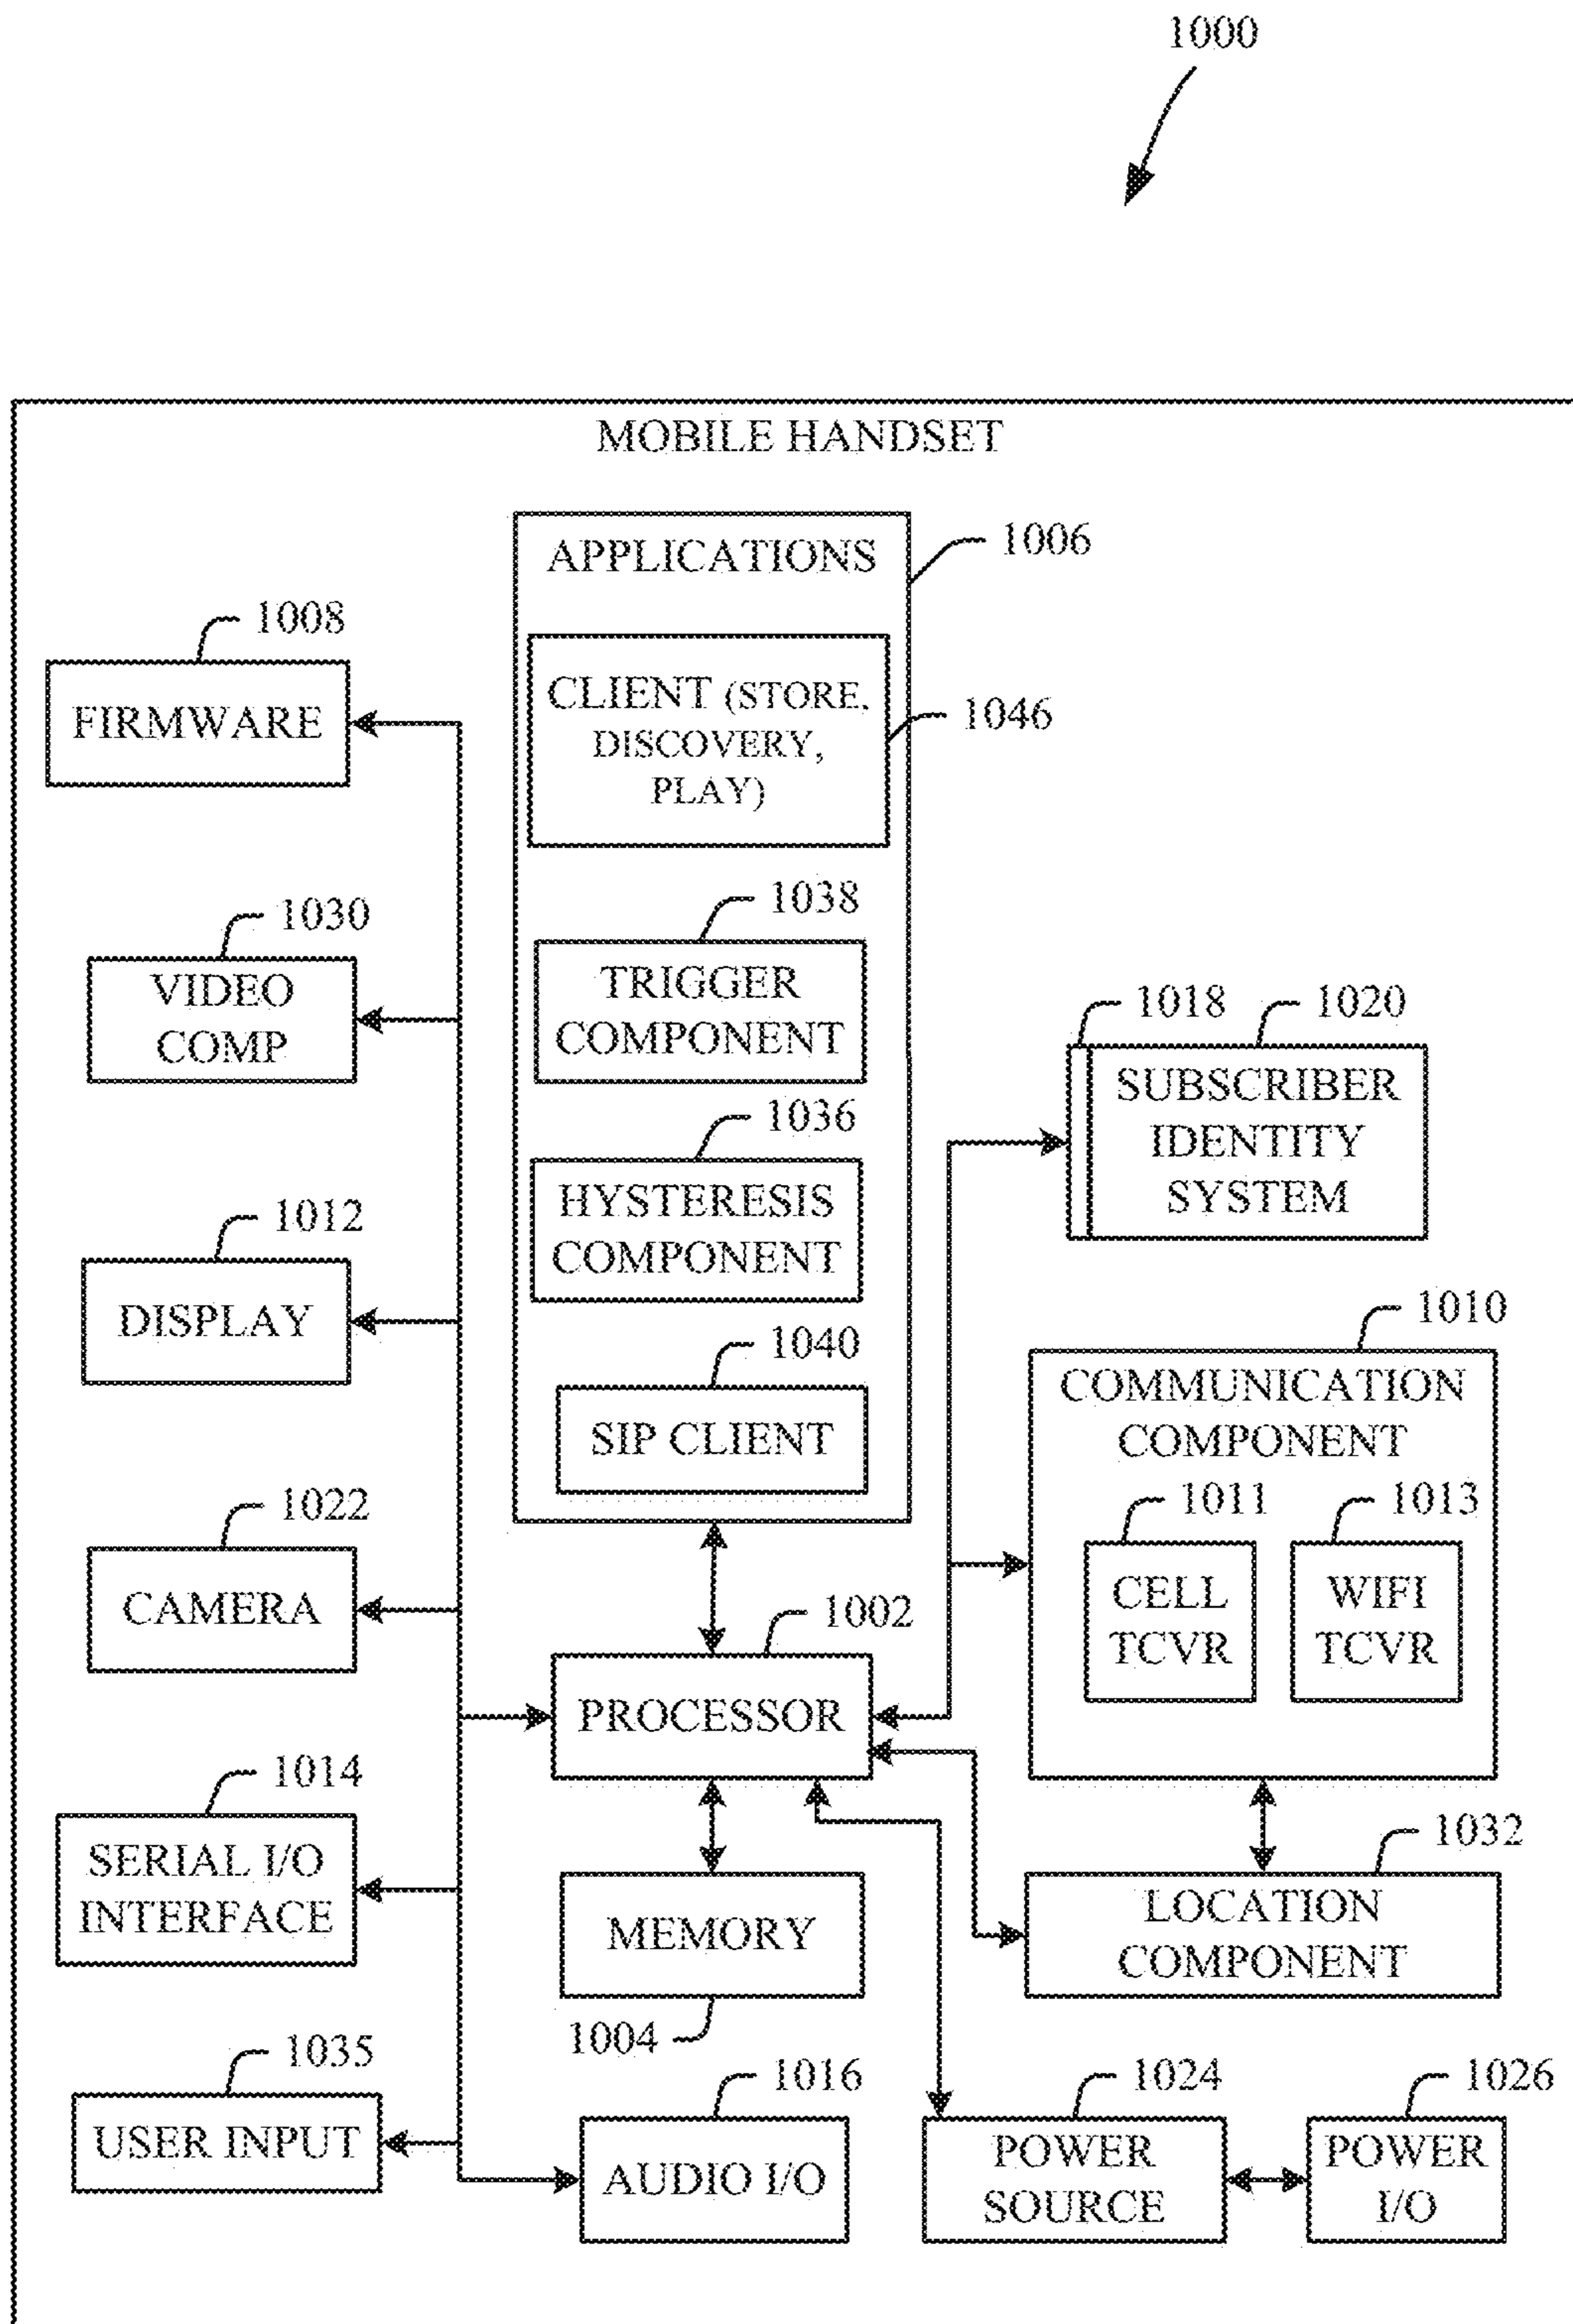 1000
MOBILE HANDSET
APPLICATIONS
1006
1008
FIRMWARE
CLIENT (STORE,
DISCOVERY,
PLAY)
1046
1030
VIDEO
COMP
1038
TRIGGER
COMPONENT
1018
1020
SUBSCRIBER
IDENTITY
SYSTEM
1036
HYSTERESIS
COMPONENT
1012
DISPLAY
1040
SIP CLIENT
1010
COMMUNICATION
COMPONENT
1011
1013
CELL
TCVR
WIFI
TCVR
1022
CAMERA
1002
PROCESSOR
1014
SERIAL I/O
INTERFACE
MEMORY
1004
1032
LOCATION
COMPONENT
1035
USER INPUT
1016
AUDIO I/O
1024
POWER
SOURCE
1026
POWER
I/O